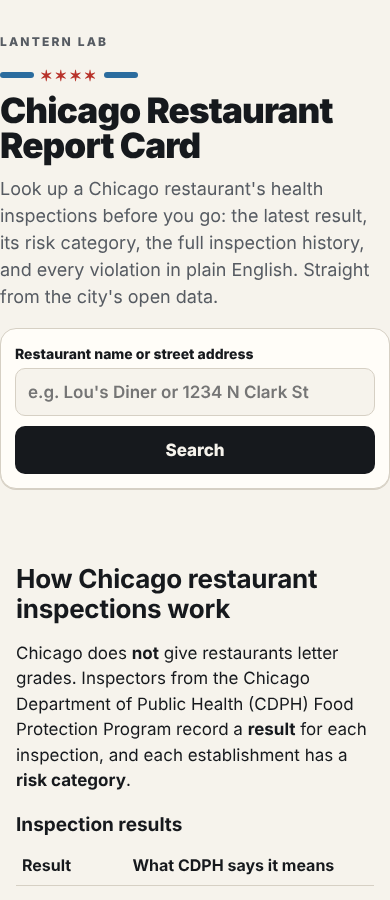 LANTERN LAB
Chicago Restaurant
Report Card
Look up a Chicago restaurant's health
inspections before you go: the latest result,
its risk category, the full inspection history,
and every violation in plain English. Straight
from the city's open data.
Restaurant name or street address
e.g. Lou's Diner or 1234 N Clark St
Search
How Chicago restaurant
inspections work
Chicago does not give restaurants letter
grades. Inspectors from the Chicago
Department of Public Health (CDPH) Food
Protection Program record a result for each
inspection, and each establishment has a
risk category.
Inspection results
Result What CDPH says it means